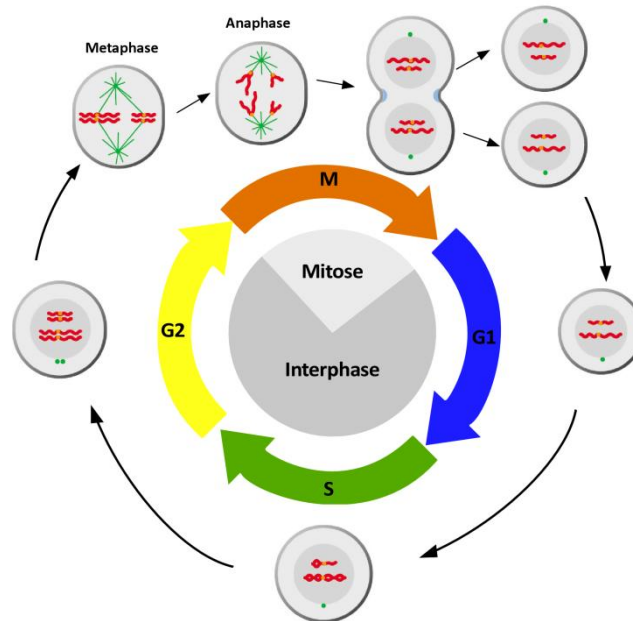 Anaphase
Metaphase
M
Mitose
G2
G1
Interphase
S